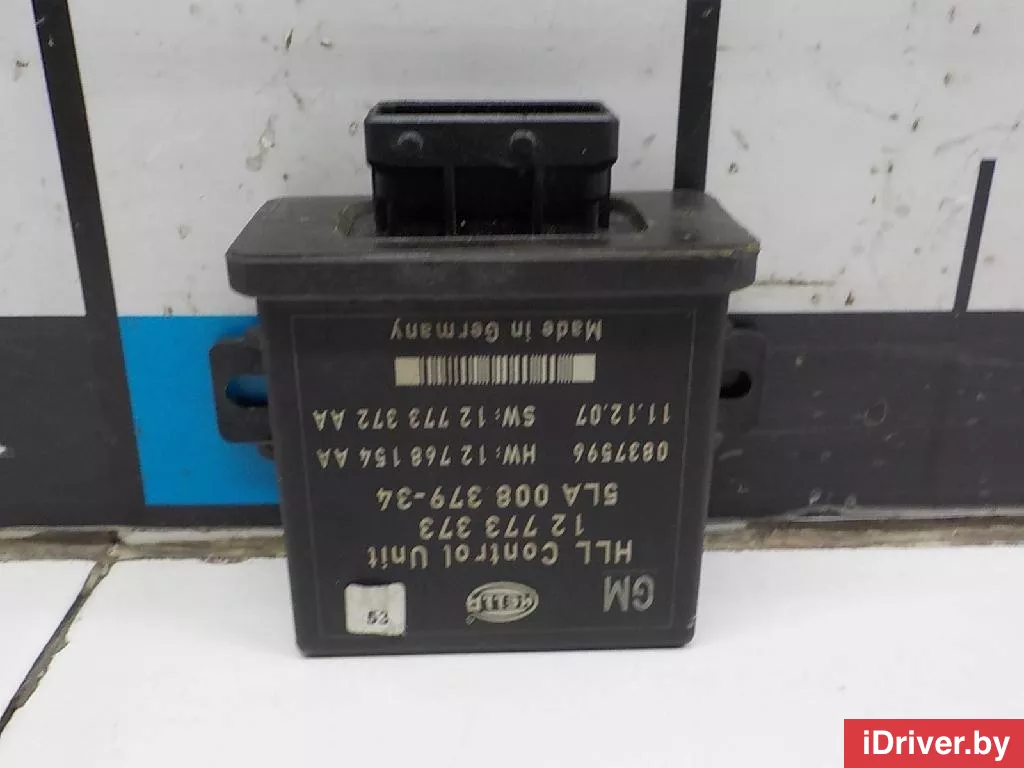 GM HELLA 53
HLL Control Unit
12 773 373
5LA 008 379-34
0837596 HW: 12 768 154 AA
11.12.07 SW: 12 773 372 AA
Made in Germany
iDriver.by